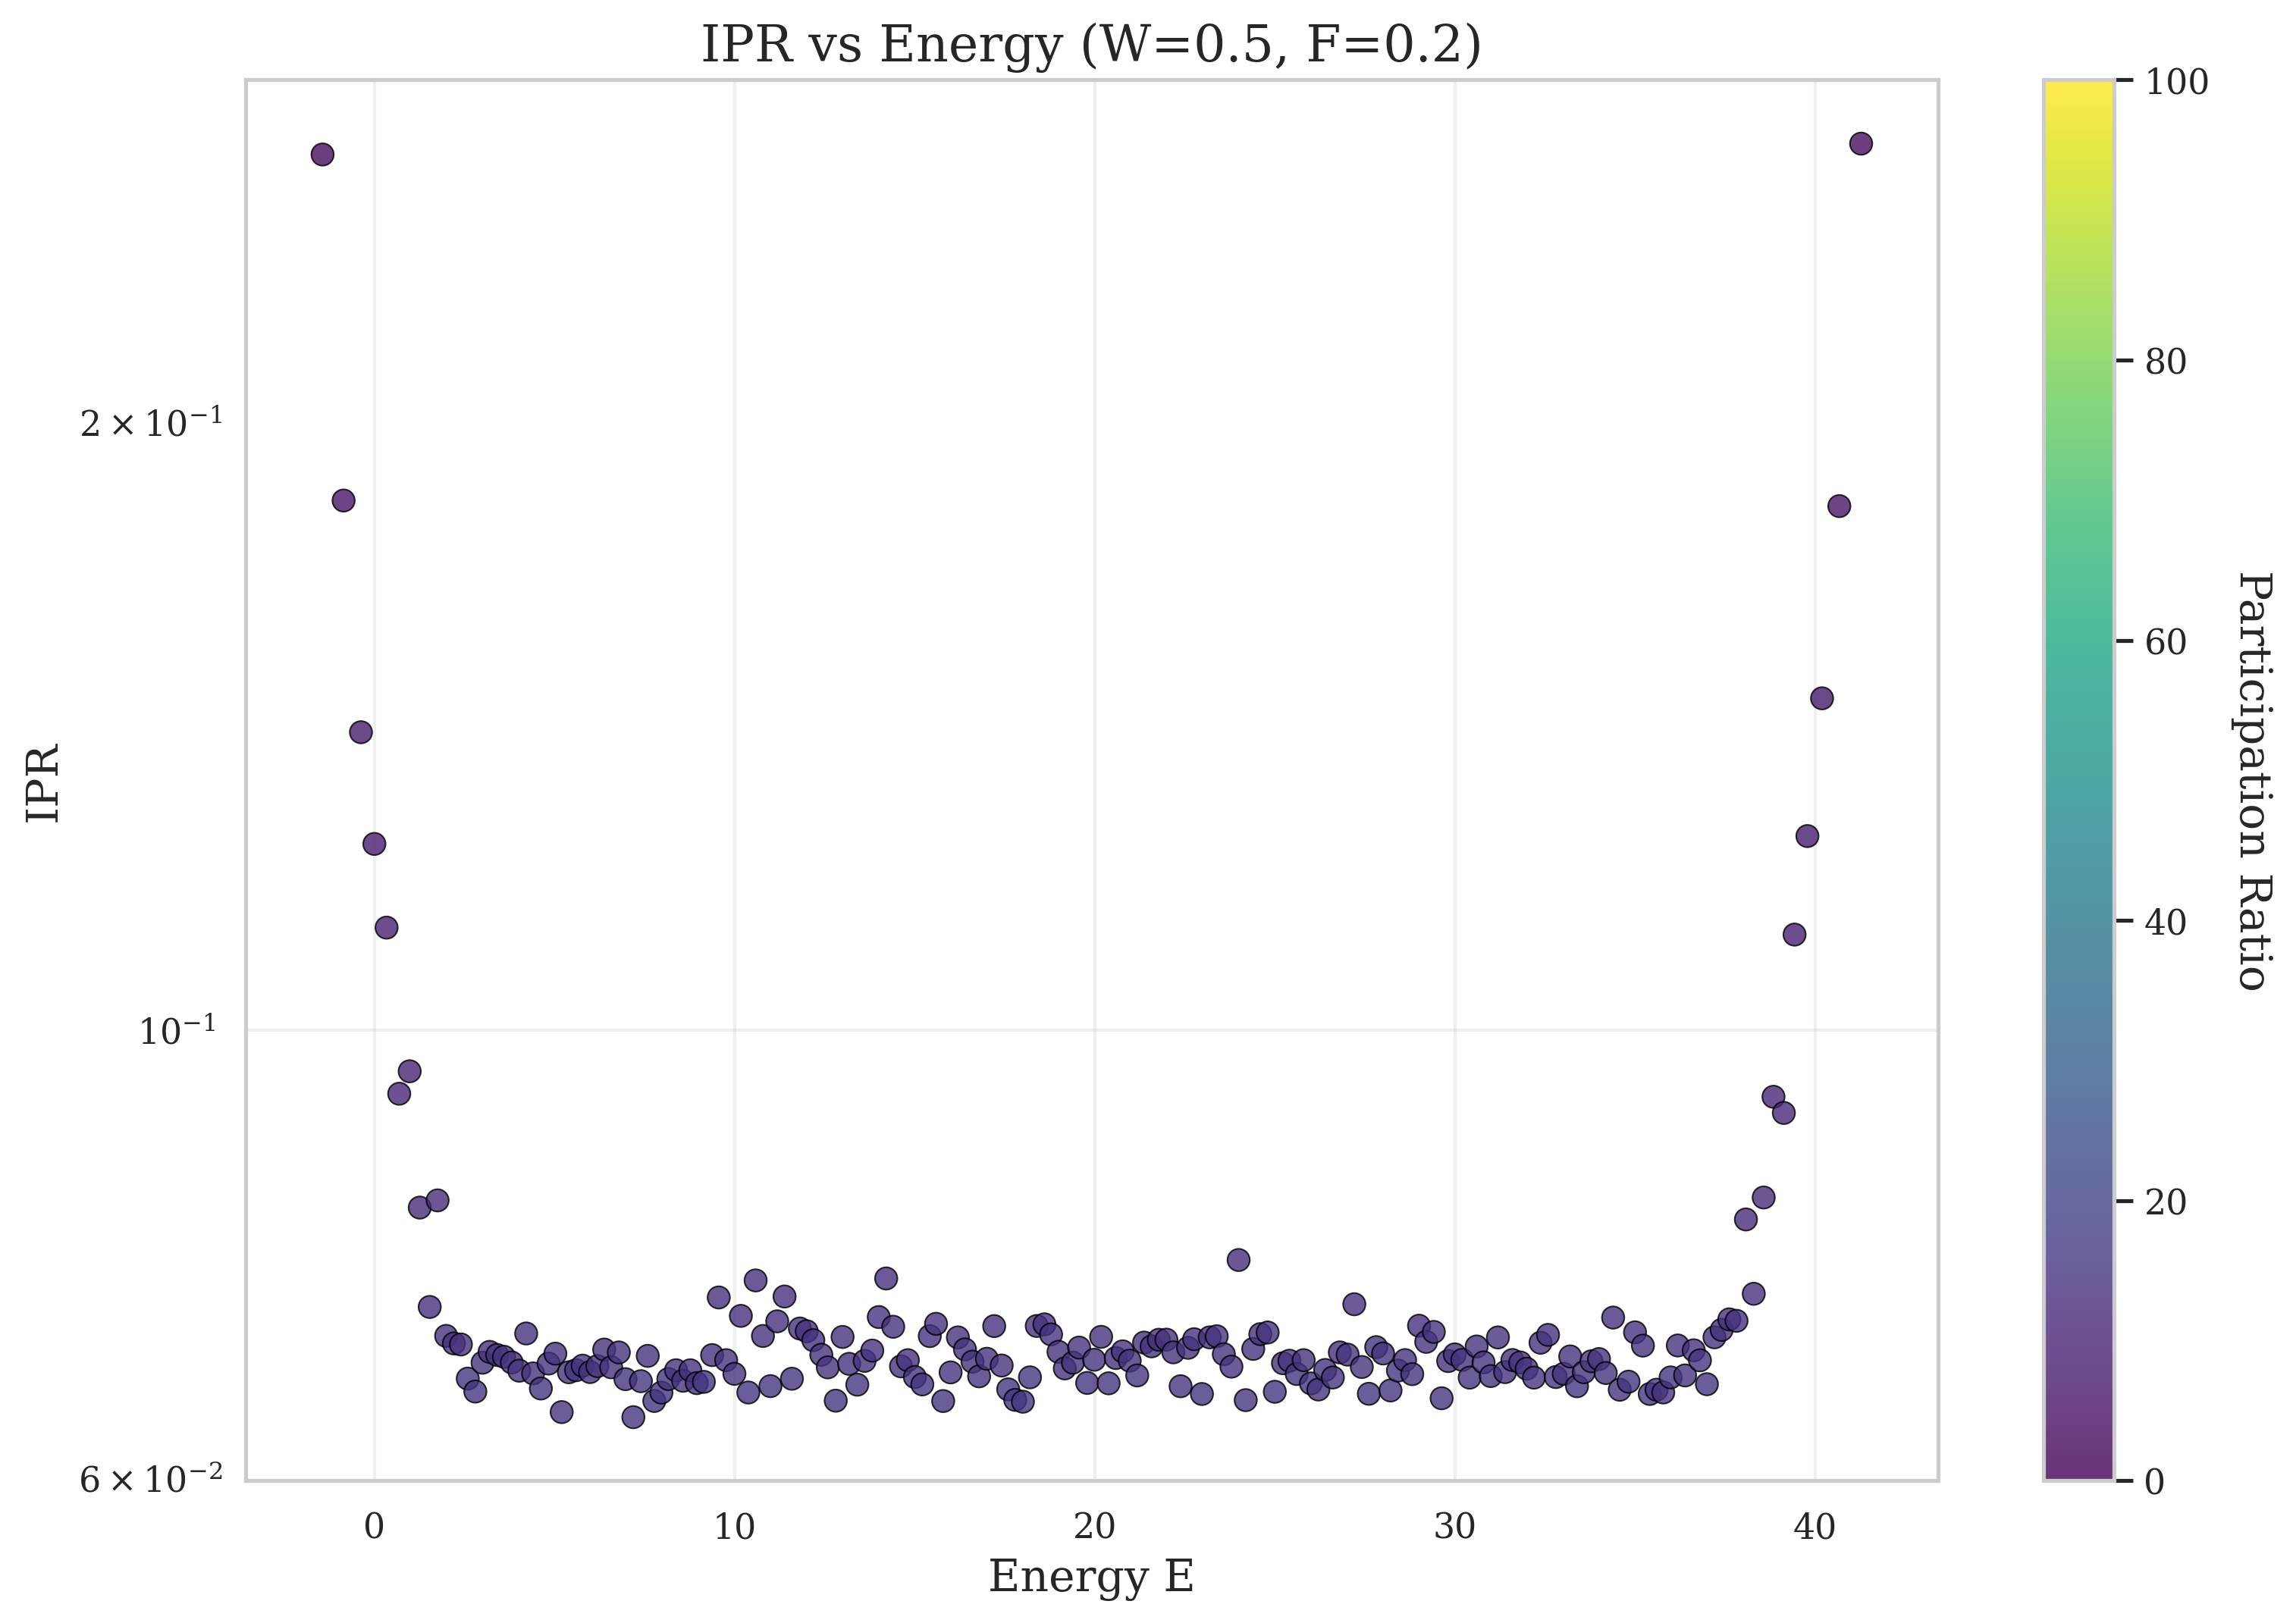 IPR vs Energy (W=0.5, F=0.2)
IPR
2 × 10⁻¹
10⁻¹
6 × 10⁻²
0
10
20
30
40
Energy E
100
80
60
40
20
0
Participation Ratio